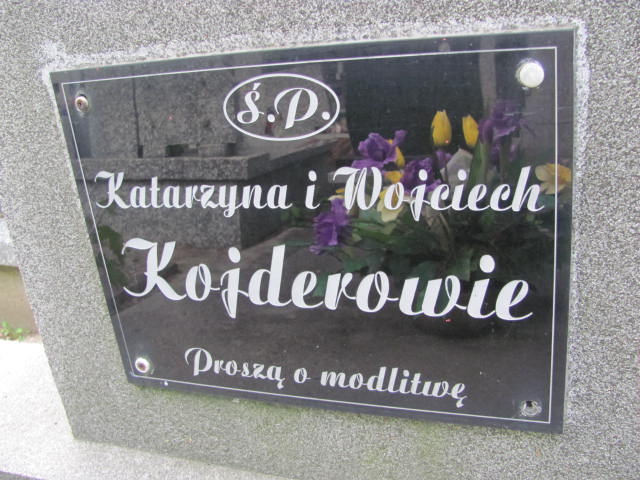 Ś.P.
Katarzyna i Wojciech
Kojderowie
Proszą o modlitwę